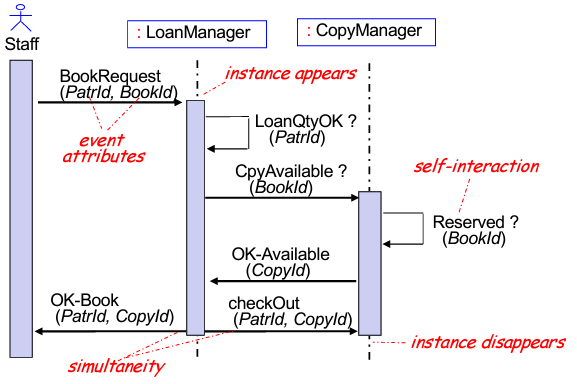 : LoanManager
: CopyManager
Staff
BookRequest
(PatrId, BookId)
instance appears
event
attributes
LoanQtyOK ?
(PatrId)
CpyAvailable ?
(BookId)
self-interaction
Reserved ?
(BookId)
OK-Available
(CopyId)
OK-Book
(PatrId, CopyId)
checkOut
(PatrId, CopyId)
simultaneity
instance disappears